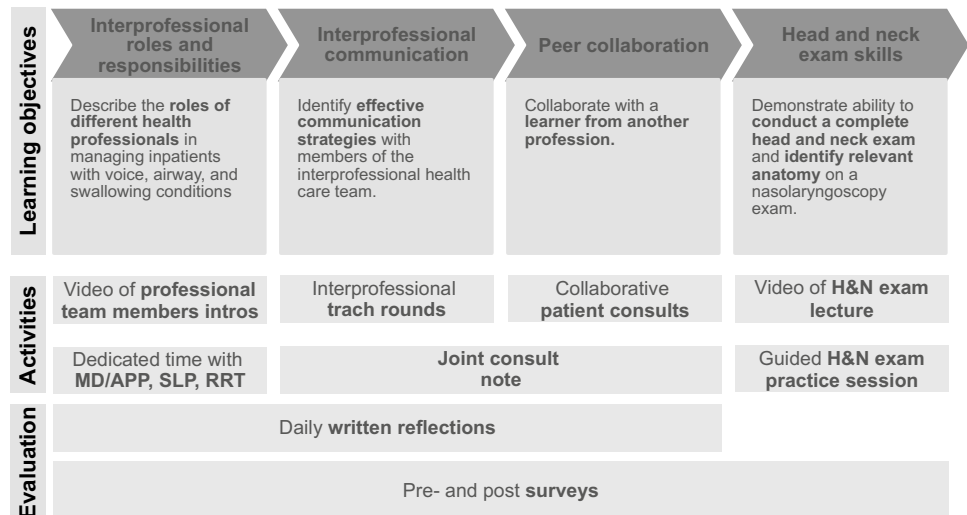 Learning objectives
Interprofessional
roles and
responsibilities
Interprofessional
communication
Peer collaboration
Head and neck
exam skills
Describe the roles of
different health
professionals in
managing inpatients
with voice, airway, and
swallowing conditions
Identify effective
communication
strategies with
members of the
interprofessional health
care team.
Collaborate with a
learner from another
profession.
Demonstrate ability to
conduct a complete
head and neck exam
and identify relevant
anatomy on a
nasolaryngoscopy
exam.
Activities
Video of professional
team members intros
Interprofessional
trach rounds
Collaborative
patient consults
Video of H&N exam
lecture
Dedicated time with
MD/APP, SLP, RRT
Joint consult
note
Guided H&N exam
practice session
Evaluation
Daily written reflections
Pre- and post surveys